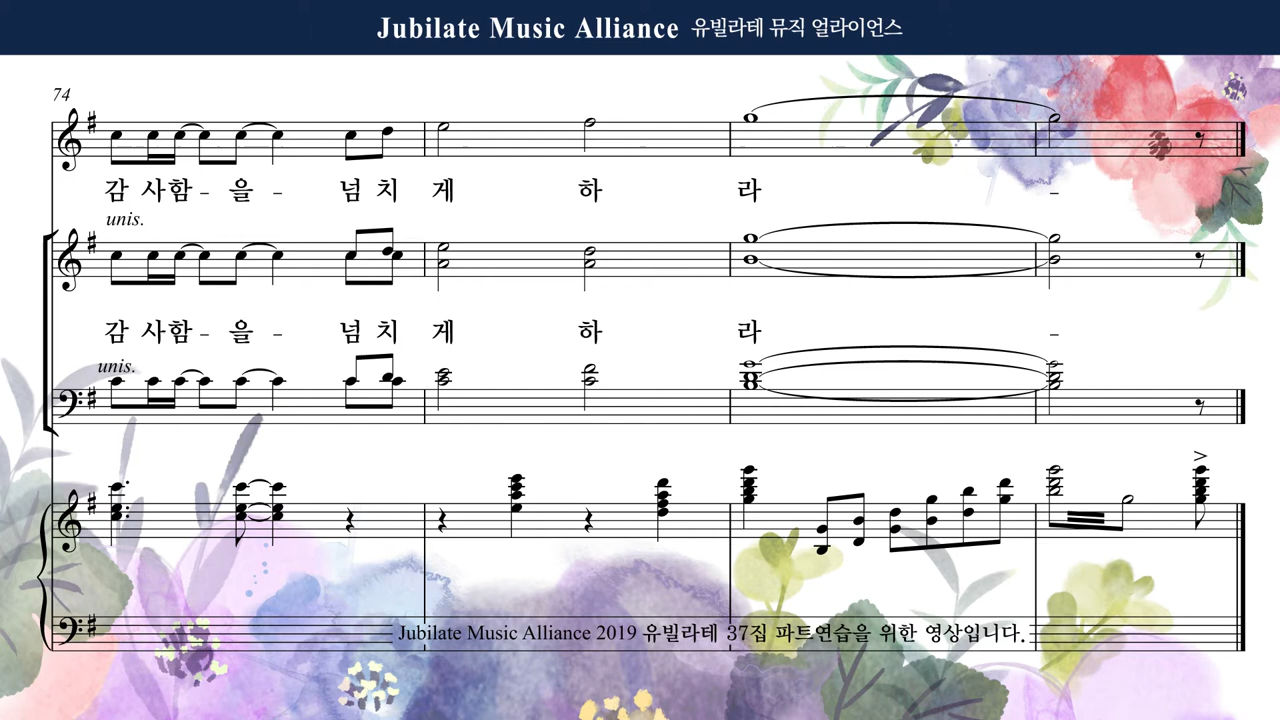 Jubilate Music Alliance 유빌라테 뮤직 얼라이언스
74
감 사함 - 을 - 넘 치 게 하 라 -
unis.
감 사함 - 을 - 넘 치 게 하 라 -
unis.
Jubilate Music Alliance 2019 유빌라테 37집 파트연습을 위한 영상입니다.